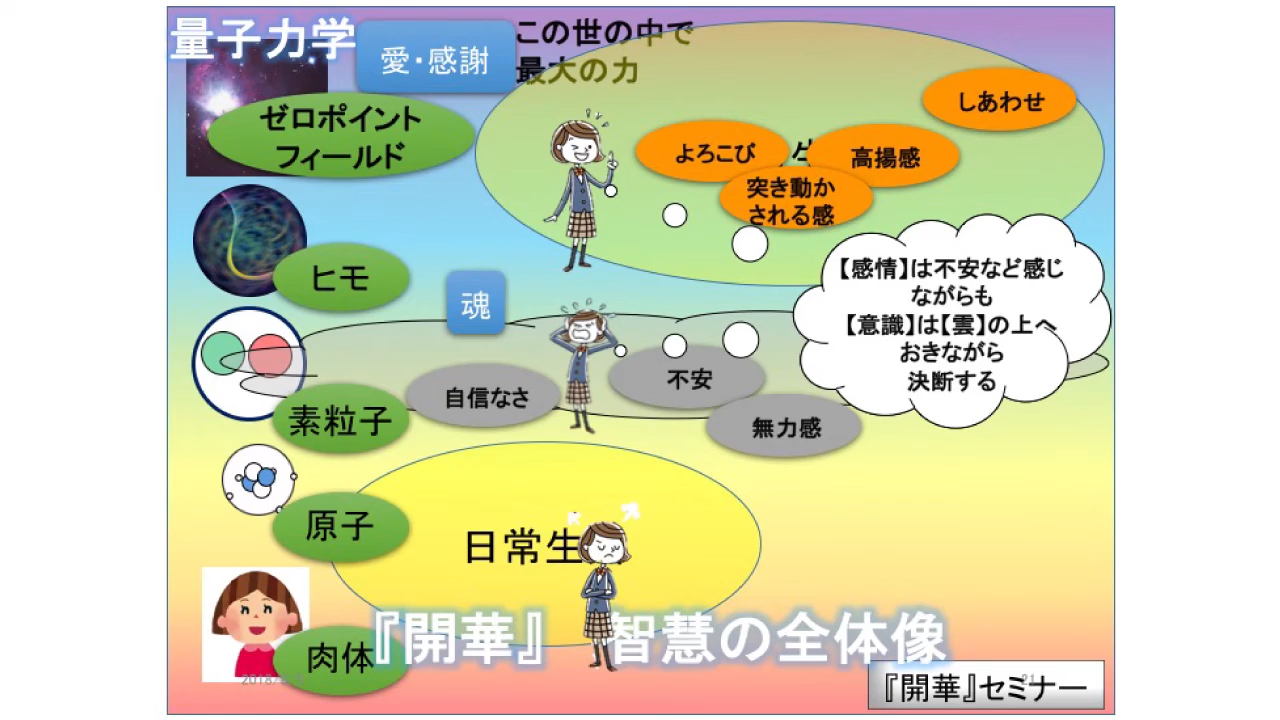 量子力学
愛・感謝
この世の中で
最大の力
ゼロポイント
フィールド
しあわせ
よろこび
と
高揚感
突き動か
される感
ヒモ
魂
【感情】は不安など感じ
ながらも
【意識】は【雲】の上へ
おきながら
決断する
素粒子
自信なさ
不安
無力感
原子
日常生
肉体
『開華』 智慧の全体像
21
『開華』セミナー